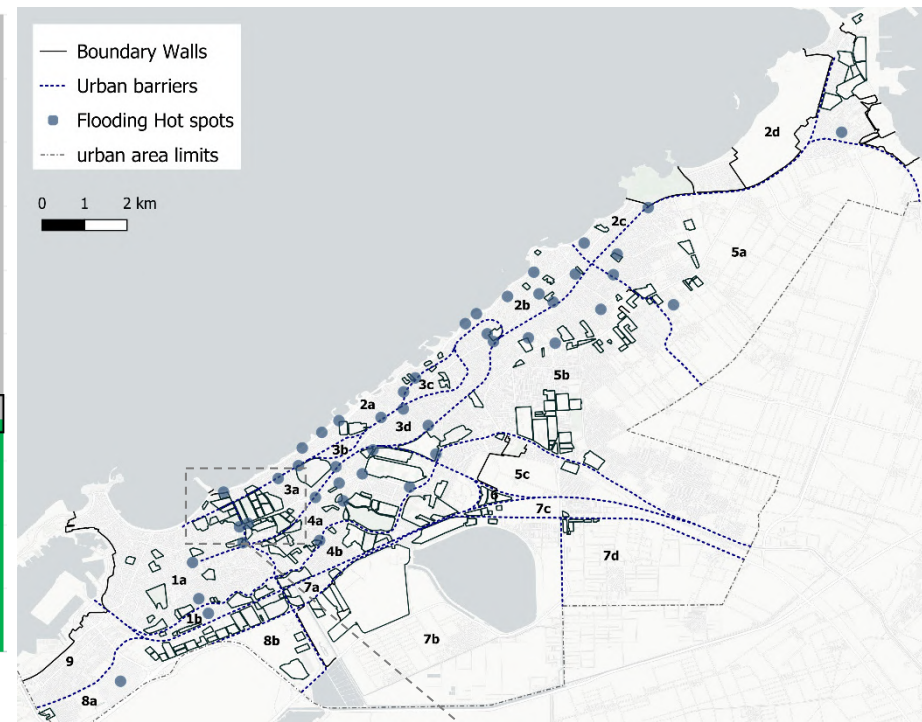 Boundary Walls
Urban barriers
Flooding Hot spots
urban area limits
0 1 2 km
2d
2c
5a
2b
3c
5b
2a
3d
3b
5c
3a
6
7c
4a
4b
7d
1a
7a
1b
8b
7b
9
8a